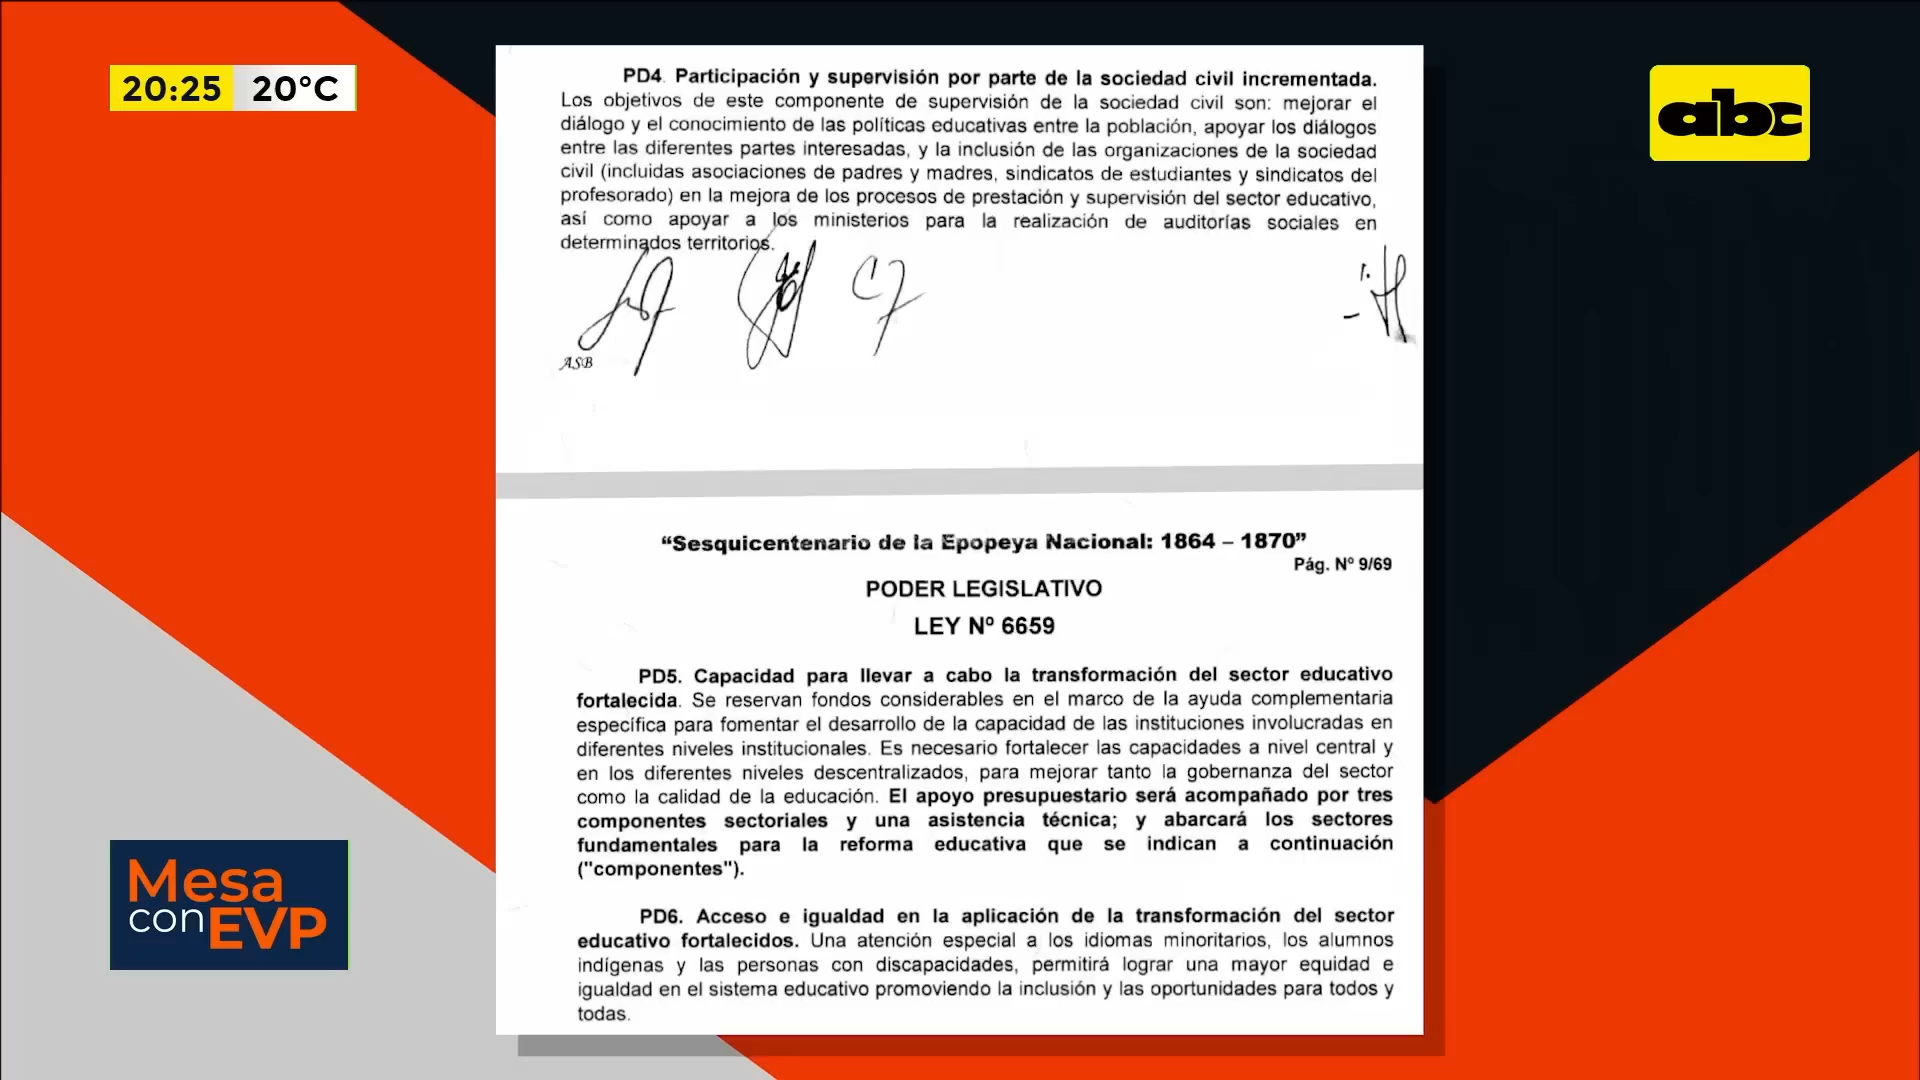 20:25 20°C
abc
PD4. Participación y supervisión por parte de la sociedad civil incrementada.
Los objetivos de este componente de supervisión de la sociedad civil son: mejorar el
diálogo y el conocimiento de las políticas educativas entre la población, apoyar los diálogos
entre las diferentes partes interesadas, y la inclusión de las organizaciones de la sociedad
civil (incluidas asociaciones de padres y madres, sindicatos de estudiantes y sindicatos del
profesorado) en la mejora de los procesos de prestación y supervisión del sector educativo,
así como apoyar a los ministerios para la realización de auditorías sociales en
determinados territorios.
ASB
“Sesquicentenario de la Epopeya Nacional: 1864 – 1870”
Pág. Nº 9/69
PODER LEGISLATIVO
LEY Nº 6659
PD5. Capacidad para llevar a cabo la transformación del sector educativo
fortalecida. Se reservan fondos considerables en el marco de la ayuda complementaria
específica para fomentar el desarrollo de la capacidad de las instituciones involucradas en
diferentes niveles institucionales. Es necesario fortalecer las capacidades a nivel central y
en los diferentes niveles descentralizados, para mejorar tanto la gobernanza del sector
como la calidad de la educación. El apoyo presupuestario será acompañado por tres
componentes sectoriales y una asistencia técnica; y abarcará los sectores
fundamentales para la reforma educativa que se indican a continuación
("componentes").
PD6. Acceso e igualdad en la aplicación de la transformación del sector
educativo fortalecidos. Una atención especial a los idiomas minoritarios, los alumnos
indígenas y las personas con discapacidades, permitirá lograr una mayor equidad e
igualdad en el sistema educativo promoviendo la inclusión y las oportunidades para todos y
todas.
Mesa
con EVP